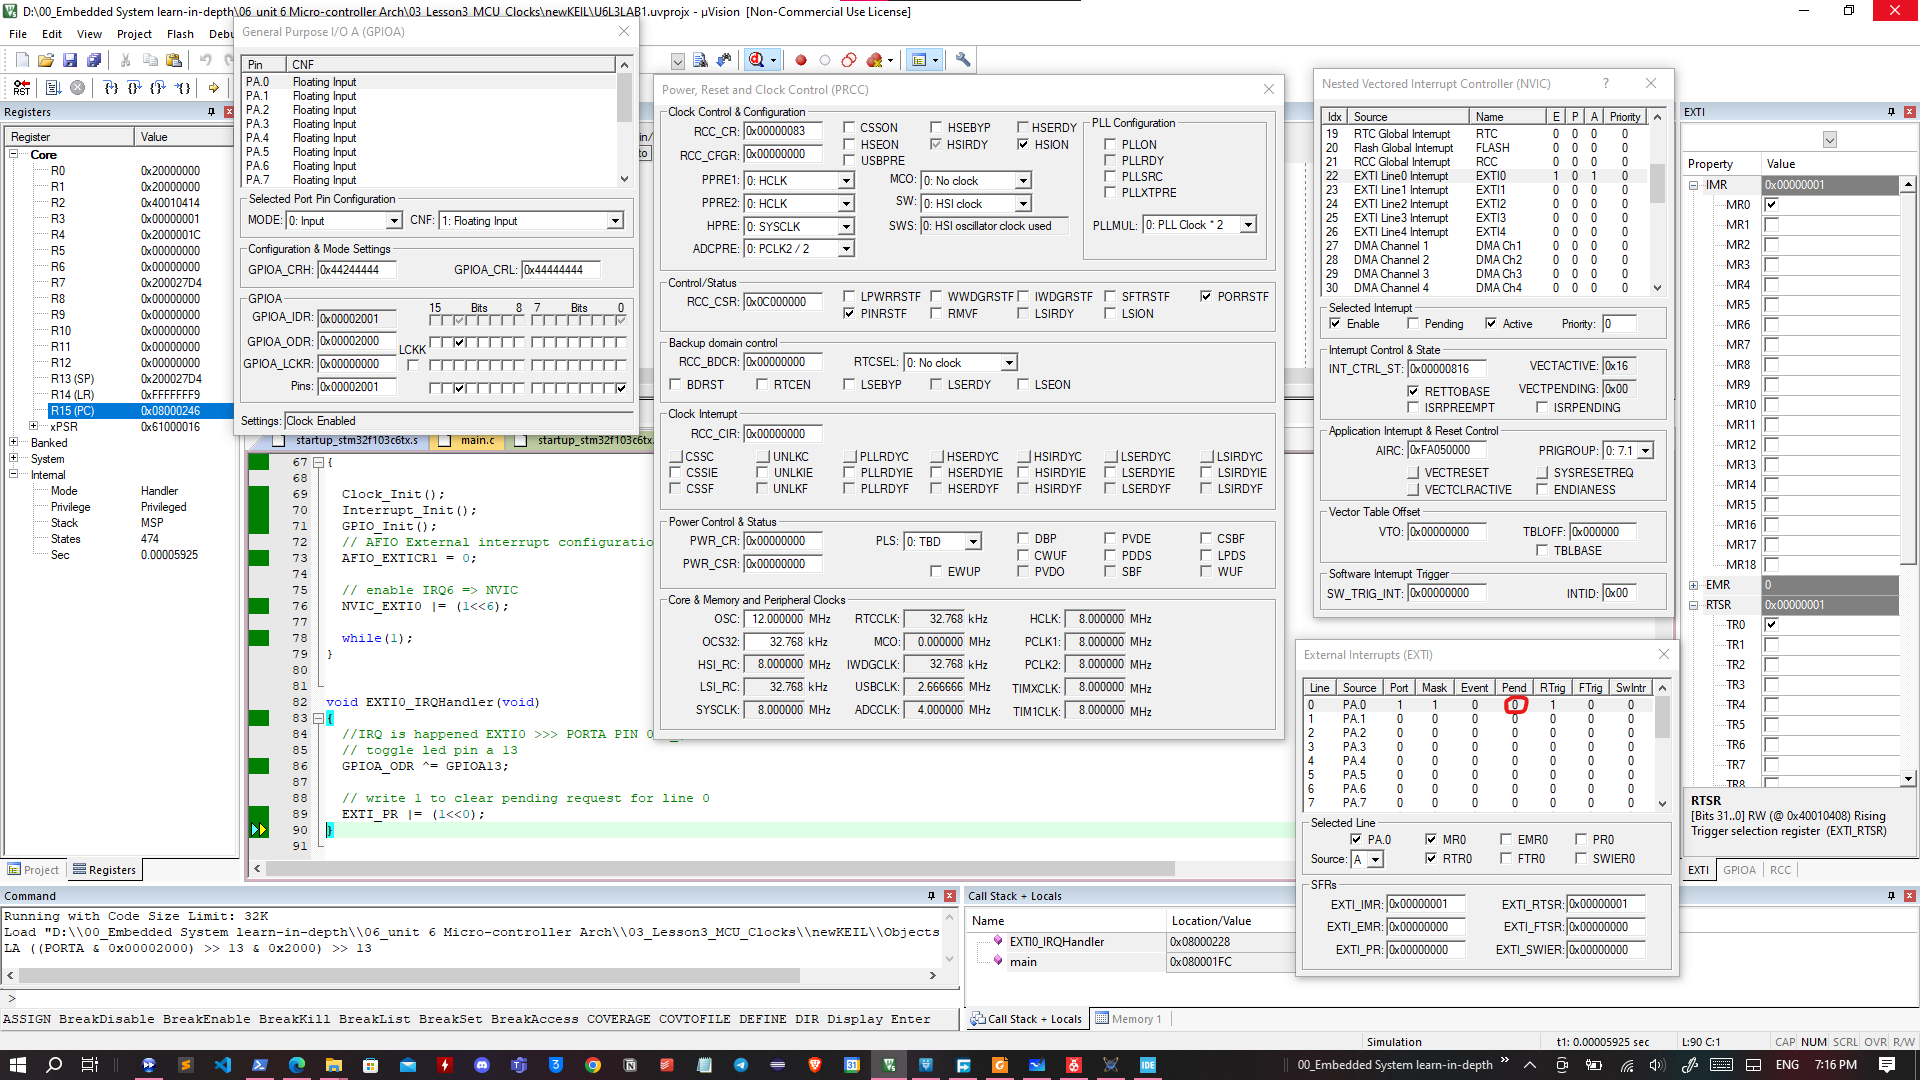 D:\00_Embedded System learn-in-depth\06_unit 6 Micro-controller Arch\03_Lesson3_MCU_Clocks\newKEIL\U6L3LAB1.uvprojx - µVision [Non-Commercial Use License]
File Edit View Project Flash Debu
General Purpose I/O A (GPIOA)
Pin CNF
PA.0 Floating Input
PA.1 Floating Input
PA.2 Floating Input
PA.3 Floating Input
PA.4 Floating Input
PA.5 Floating Input
PA.6 Floating Input
PA.7 Floating Input
Selected Port Pin Configuration
MODE: 0: Input CNF: 1: Floating Input
Configuration & Mode Settings
GPIOA_CRH: 0x44244444 GPIOA_CRL: 0x44444444
GPIOA 15 Bits 8 7 Bits 0
GPIOA_IDR: 0x00002001
GPIOA_ODR: 0x00002000
GPIOA_LCKR: 0x00000000 LCKK
Pins: 0x00002001
Settings: Clock Enabled
Registers
Register Value
Core
R0 0x20000000
R1 0x20000000
R2 0x40010414
R3 0x00000001
R4 0x2000001C
R5 0x00000000
R6 0x00000000
R7 0x200027D4
R8 0x00000000
R9 0x00000000
R10 0x00000000
R11 0x00000000
R12 0x00000000
R13 (SP) 0x200027D4
R14 (LR) 0xFFFFFFF9
R15 (PC) 0x08000246
xPSR 0x61000016
Banked
System
Internal
Mode Handler
Privilege Privileged
Stack MSP
States 474
Sec 0.00005925
Project Registers
Power, Reset and Clock Control (PRCC)
Clock Control & Configuration
RCC_CR: 0x00000083 CSSON HSEBYP HSERDY
RCC_CFGR: 0x00000000 HSEON HSIRDY HSION
USBPRE
PPRE1: 0: HCLK MCO: 0: No clock
PPRE2: 0: HCLK SW: 0: HSI clock
HPRE: 0: SYSCLK SWS: 0: HSI oscillator clock used
ADCPRE: 0: PCLK2 / 2
PLL Configuration
PLLON
PLLRDY
PLLSRC
PLLXTPRE
PLLMUL: 0: PLL Clock * 2
Control/Status
RCC_CSR: 0x0C000000 LPWRRSTF WWDGRSTF IWDGRSTF SFTRSTF PORRSTF
PINRSTF RMVF LSIRDY LSION
Backup domain control
RCC_BDCR: 0x00000000 RTCSEL: 0: No clock
BDRST RTCEN LSEBYP LSERDY LSEON
Clock Interrupt
RCC_CIR: 0x00000000
CSSC UNLKC PLLRDYC HSERDYC HSIRDYC LSERDYC LSIRDYC
CSSIE UNLKIE PLLRDYIE HSERDYIE HSIRDYIE LSERDYIE LSIRDYIE
CSSF UNLKF PLLRDYF HSERDYF HSIRDYF LSERDYF LSIRDYF
Power Control & Status
PWR_CR: 0x00000000 PLS: 0: TBD DBP PVDE CSBF
CWUF PDDS LPDS
PWR_CSR: 0x00000000 EWUP PVDO SBF WUF
Core & Memory and Peripheral Clocks
OSC: 12.000000 MHz RTCCLK: 32.768 kHz HCLK: 8.000000 MHz
OCS32: 32.768 kHz MCO: 0.000000 MHz PCLK1: 8.000000 MHz
HSI_RC: 8.000000 MHz IWDGCLK: 32.768 kHz PCLK2: 8.000000 MHz
LSI_RC: 32.768 kHz USBCLK: 2.666666 MHz TIMXCLK: 8.000000 MHz
SYSCLK: 8.000000 MHz ADCCLK: 4.000000 MHz TIM1CLK: 8.000000 MHz
startup_stm32f103c6tx.s main.c startup_stm32f103c6tx.
67 {
68
69 Clock_Init();
70 Interrupt_Init();
71 GPIO_Init();
72 // AFIO External interrupt configuratio
73 AFIO_EXTICR1 = 0;
74
75 // enable IRQ6 => NVIC
76 NVIC_EXTI0 |= (1<<6);
77
78 while(1);
79 }
80
81
82 void EXTI0_IRQHandler(void)
83 {
84 //IRQ is happened EXTI0 >>> PORTA PIN 0
85 // toggle led pin a 13
86 GPIOA_ODR ^= GPIOA13;
87
88 // write 1 to clear pending request for line 0
89 EXTI_PR |= (1<<0);
90 }
91
Nested Vectored Interrupt Controller (NVIC) ?
Idx Source Name E P A Priority
19 RTC Global Interrupt RTC 0 0 0 0
20 Flash Global Interrupt FLASH 0 0 0 0
21 RCC Global Interrupt RCC 0 0 0 0
22 EXTI Line0 Interrupt EXTI0 1 0 1 0
23 EXTI Line1 Interrupt EXTI1 0 0 0 0
24 EXTI Line2 Interrupt EXTI2 0 0 0 0
25 EXTI Line3 Interrupt EXTI3 0 0 0 0
26 EXTI Line4 Interrupt EXTI4 0 0 0 0
27 DMA Channel 1 DMA Ch1 0 0 0 0
28 DMA Channel 2 DMA Ch2 0 0 0 0
29 DMA Channel 3 DMA Ch3 0 0 0 0
30 DMA Channel 4 DMA Ch4 0 0 0 0
Selected Interrupt
Enable Pending Active Priority: 0
Interrupt Control & State
INT_CTRL_ST: 0x00000816 VECTACTIVE: 0x16
RETTOBASE VECTPENDING: 0x00
ISRPREEMPT ISRPENDING
Application Interrupt & Reset Control
AIRC: 0xFA050000 PRIGROUP: 0: 7.1
VECTRESET SYSRESETREQ
VECTCLRACTIVE ENDIANESS
Vector Table Offset
VTO: 0x00000000 TBLOFF: 0x000000
TBLBASE
Software Interrupt Trigger
SW_TRIG_INT: 0x00000000 INTID: 0x00
External Interrupts (EXTI)
Line Source Port Mask Event Pend RTrig FTrig SwIntr
0 PA.0 1 1 0 0 1 0 0
1 PA.1 0 0 0 0 0 0 0
2 PA.2 0 0 0 0 0 0 0
3 PA.3 0 0 0 0 0 0 0
4 PA.4 0 0 0 0 0 0 0
5 PA.5 0 0 0 0 0 0 0
6 PA.6 0 0 0 0 0 0 0
7 PA.7 0 0 0 0 0 0 0
Selected Line
PA.0 MR0 EMR0 PR0
Source: A RTR0 FTR0 SWIER0
SFRs
EXTI_IMR: 0x00000001 EXTI_RTSR: 0x00000001
EXTI_EMR: 0x00000000 EXTI_FTSR: 0x00000000
EXTI_PR: 0x00000000 EXTI_SWIER: 0x00000000
EXTI
Property Value
IMR 0x00000001
MR0
MR1
MR2
MR3
MR4
MR5
MR6
MR7
MR8
MR9
MR10
MR11
MR12
MR13
MR14
MR15
MR16
MR17
MR18
EMR 0
RTSR 0x00000001
TR0
TR1
TR2
TR3
TR4
TR5
TR6
TR7
TR8
RTSR
[Bits 31..0] RW (@ 0x40010408) Rising
Trigger selection register (EXTI_RTSR)
EXTI GPIOA RCC
Command
Running with Code Size Limit: 32K
Load "D:\\00_Embedded System learn-in-depth\\06_unit 6 Micro-controller Arch\\03_Lesson3_MCU_Clocks\\newKEIL\\Objects
LA ((PORTA & 0x00002000) >> 13 & 0x2000) >> 13
>
ASSIGN BreakDisable BreakEnable BreakKill BreakList BreakSet BreakAccess COVERAGE COVTOFILE DEFINE DIR Display Enter
Call Stack + Locals
Name Location/Value
EXTI0_IRQHandler 0x08000228
main 0x080001FC
Call Stack + Locals Memory 1
Simulation t1: 0.00005925 sec L:90 C:1 CAP NUM SCRL OVR R/W
00_Embedded System learn-in-depth ENG 7:16 PM